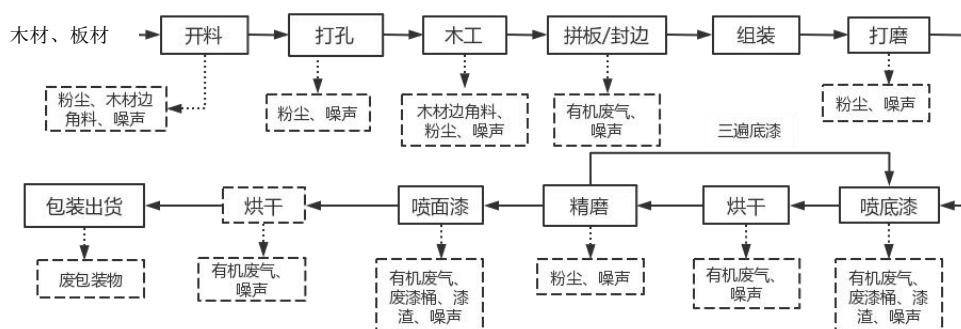 木材、板材
开料
打孔
木工
拼板/封边
组装
打磨
粉尘、木材边
角料、噪声
粉尘、噪声
木材边角料、
粉尘、噪声
有机废气、
噪声
粉尘、噪声
三遍底漆
包装出货
烘干
喷面漆
精磨
烘干
喷底漆
废包装物
有机废气、
噪声
有机废气、
废漆桶、漆
渣、噪声
粉尘、噪声
有机废气、
噪声
有机废气、
废漆桶、漆
渣、噪声